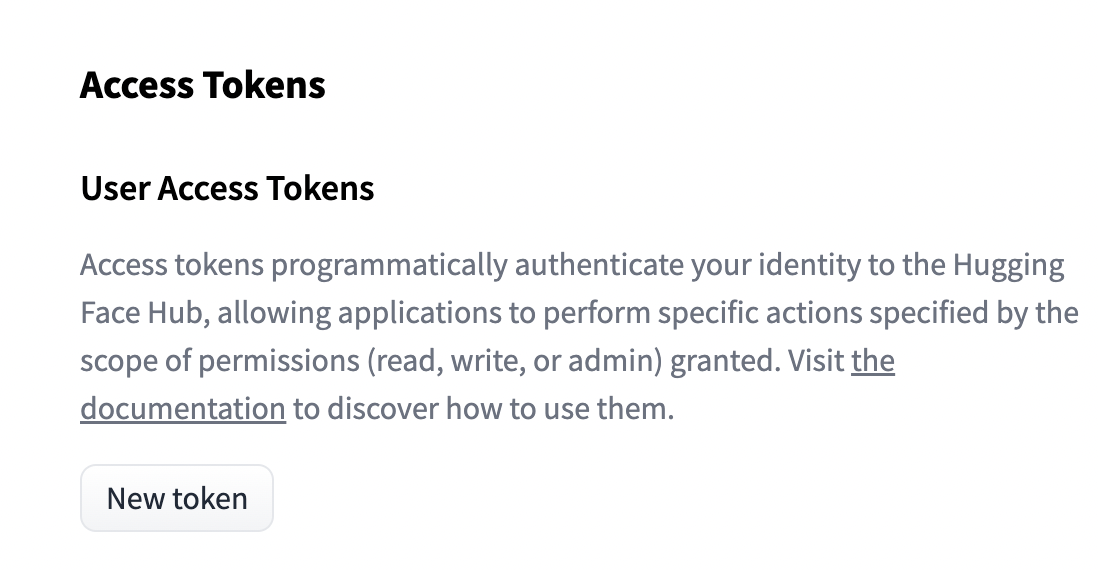 Access Tokens
User Access Tokens
Access tokens programmatically authenticate your identity to the Hugging
Face Hub, allowing applications to perform specific actions specified by the
scope of permissions (read, write, or admin) granted. Visit the
documentation to discover how to use them.
New token